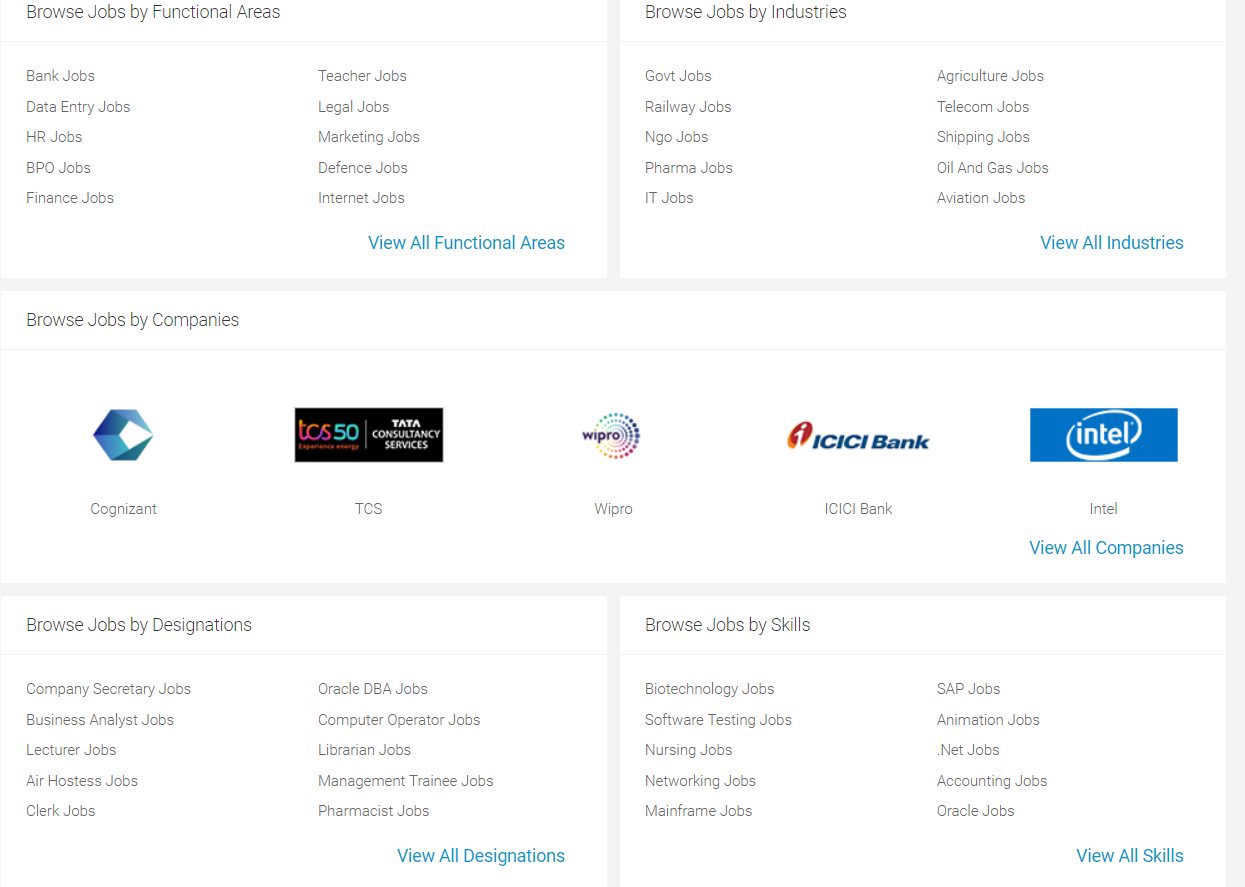 Browse Jobs by Functional Areas
Bank Jobs
Data Entry Jobs
HR Jobs
BPO Jobs
Finance Jobs
Teacher Jobs
Legal Jobs
Marketing Jobs
Defence Jobs
Internet Jobs
View All Functional Areas
Browse Jobs by Industries
Govt Jobs
Railway Jobs
Ngo Jobs
Pharma Jobs
IT Jobs
Agriculture Jobs
Telecom Jobs
Shipping Jobs
Oil And Gas Jobs
Aviation Jobs
View All Industries
Browse Jobs by Companies
Cognizant
tcs 50
Experience energy
TATA
CONSULTANCY
SERVICES
TCS
wipro
Wipro
ICICI Bank
ICICI Bank
intel
Intel
View All Companies
Browse Jobs by Designations
Company Secretary Jobs
Business Analyst Jobs
Lecturer Jobs
Air Hostess Jobs
Clerk Jobs
Oracle DBA Jobs
Computer Operator Jobs
Librarian Jobs
Management Trainee Jobs
Pharmacist Jobs
View All Designations
Browse Jobs by Skills
Biotechnology Jobs
Software Testing Jobs
Nursing Jobs
Networking Jobs
Mainframe Jobs
SAP Jobs
Animation Jobs
.Net Jobs
Accounting Jobs
Oracle Jobs
View All Skills